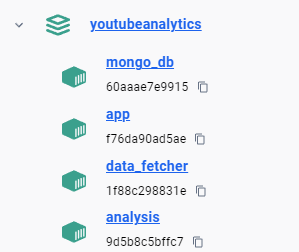 youtubeanalytics
mongo_db
60aaae7e9915
app
f76da90ad5ae
data_fetcher
1f88c298831e
analysis
9d5b8c5bffc7